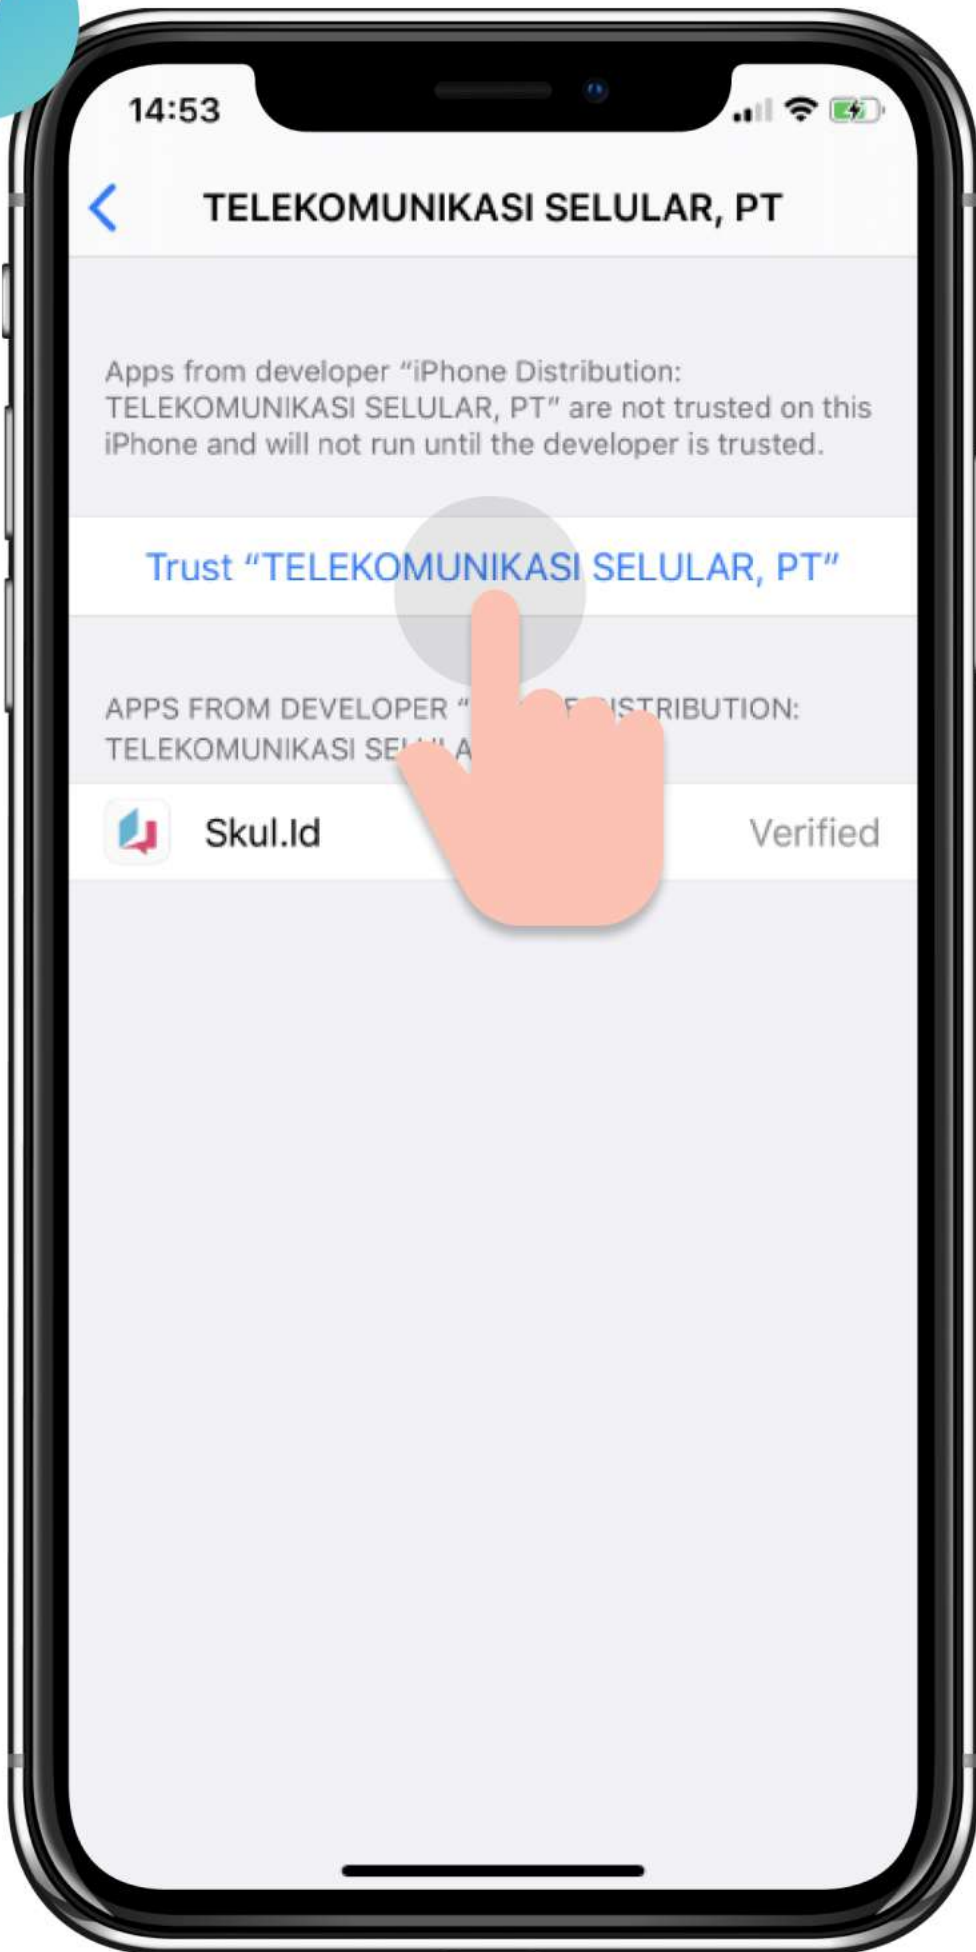 14:53
TELEKOMUNIKASI SELULAR, PT
Apps from developer “iPhone Distribution:
TELEKOMUNIKASI SELULAR, PT” are not trusted on this
iPhone and will not run until the developer is trusted.
Trust “TELEKOMUNIKASI SELULAR, PT”
APPS FROM DEVELOPER “
TELEKOMUNIKASI
Skul.Id
Verified